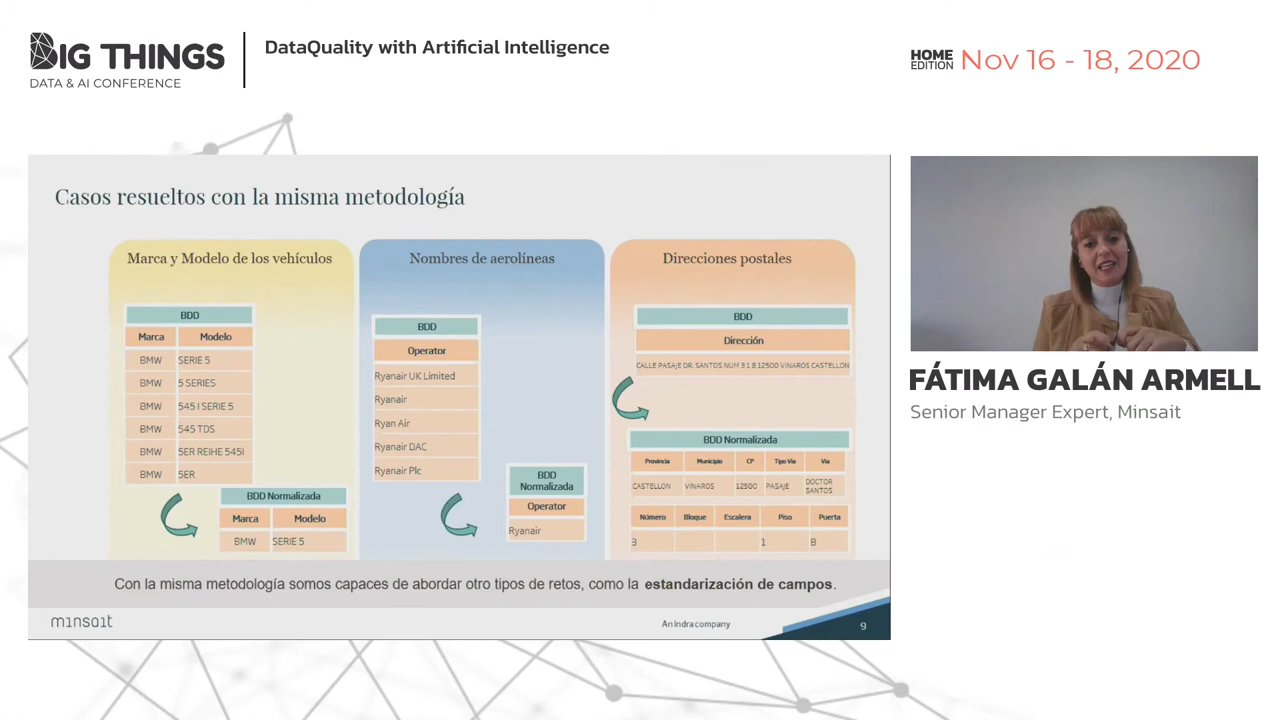 BIG THINGS
DATA & AI CONFERENCE
DataQuality with Artificial Intelligence
HOME
EDITION
Nov 16 - 18, 2020
Casos resueltos con la misma metodología
Marca y Modelo de los vehículos
BDD
Marca Modelo
BMW SERIE 5
BMW 5 SERIES
BMW 545 I SERIE 5
BMW 545 TDS
BMW 5ER REIHE 545I
BMW 5ER
BDD Normalizada
Marca Modelo
BMW SERIE 5
Nombres de aerolíneas
BDD
Operator
Ryanair UK Limited
Ryanair
Ryan Air
Ryanair DAC
Ryanair Plc
BDD
Normalizada
Operator
Ryanair
Direcciones postales
BDD
Dirección
CALLE PASAJE DR. SANTOS NUM 3 1 B 12500 VINAROS CASTELLON
BDD Normalizada
Provincia Municipio CP Tipo Vía Vía
CASTELLON VINAROS 12500 PASAJE DOCTOR
SANTOS
Número Bloque Escalera Piso Puerta
3 1 B
Con la misma metodología somos capaces de abordar otro tipos de retos, como la estandarización de campos.
minsait
An Indra company
9
FÁTIMA GALÁN ARMELL
Senior Manager Expert, Minsait